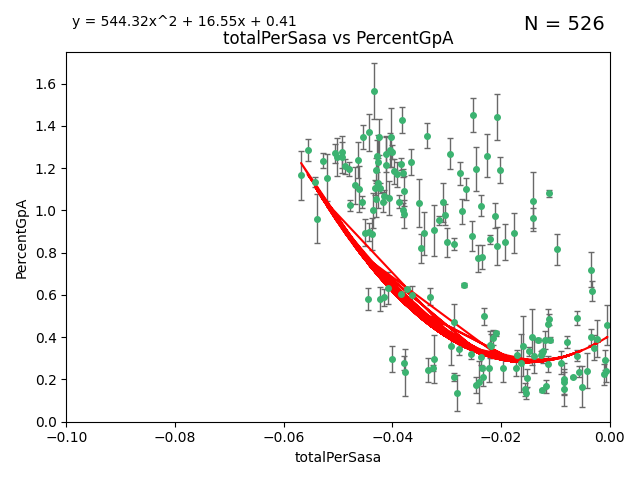 y = 544.32x^2 + 16.55x + 0.41
N = 526
totalPerSasa vs PercentGpA
PercentGpA
1.6
1.4
1.2
1.0
0.8
0.6
0.4
0.2
0.0
−0.10 −0.08 −0.06 −0.04 −0.02 0.00
totalPerSasa